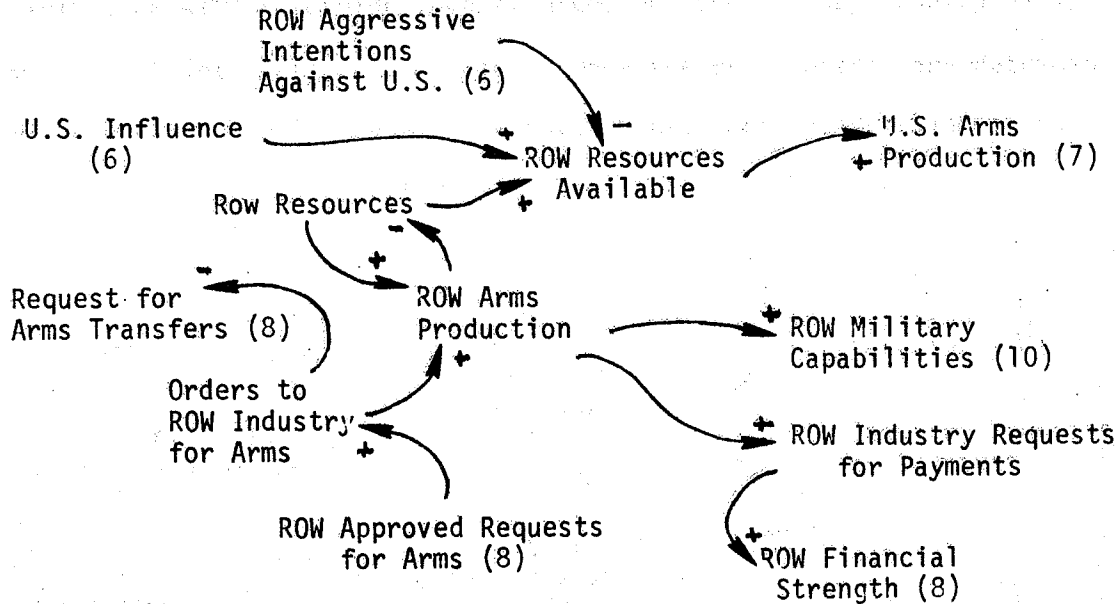 ROW Aggressive
Intentions
Against U.S. (6)
U.S. Influence
(6)
+
-
ROW Resources
Available
U.S. Arms
+ Production (7)
Row Resources
+
-
+
Request for
Arms Transfers (8)
-
ROW Arms
Production
+
+
ROW Military
Capabilities (10)
Orders to
ROW Industry
for Arms
+
+
ROW Industry Requests
for Payments
ROW Approved Requests
for Arms (8)
+
ROW Financial
Strength (8)